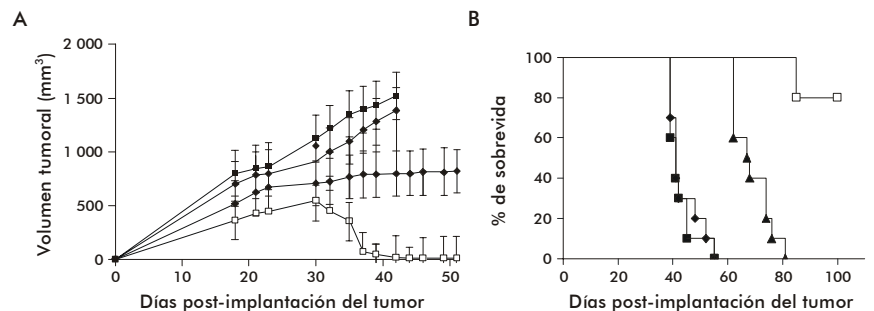 A
Volumen tumoral (mm³)
2 000
1 500
1 000
500
0
0 10 20 30 40 50
Días post-implantación del tumor
B
% de sobrevida
100
80
60
40
20
0
0 20 40 60 80 100
Días post-implantación del tumor